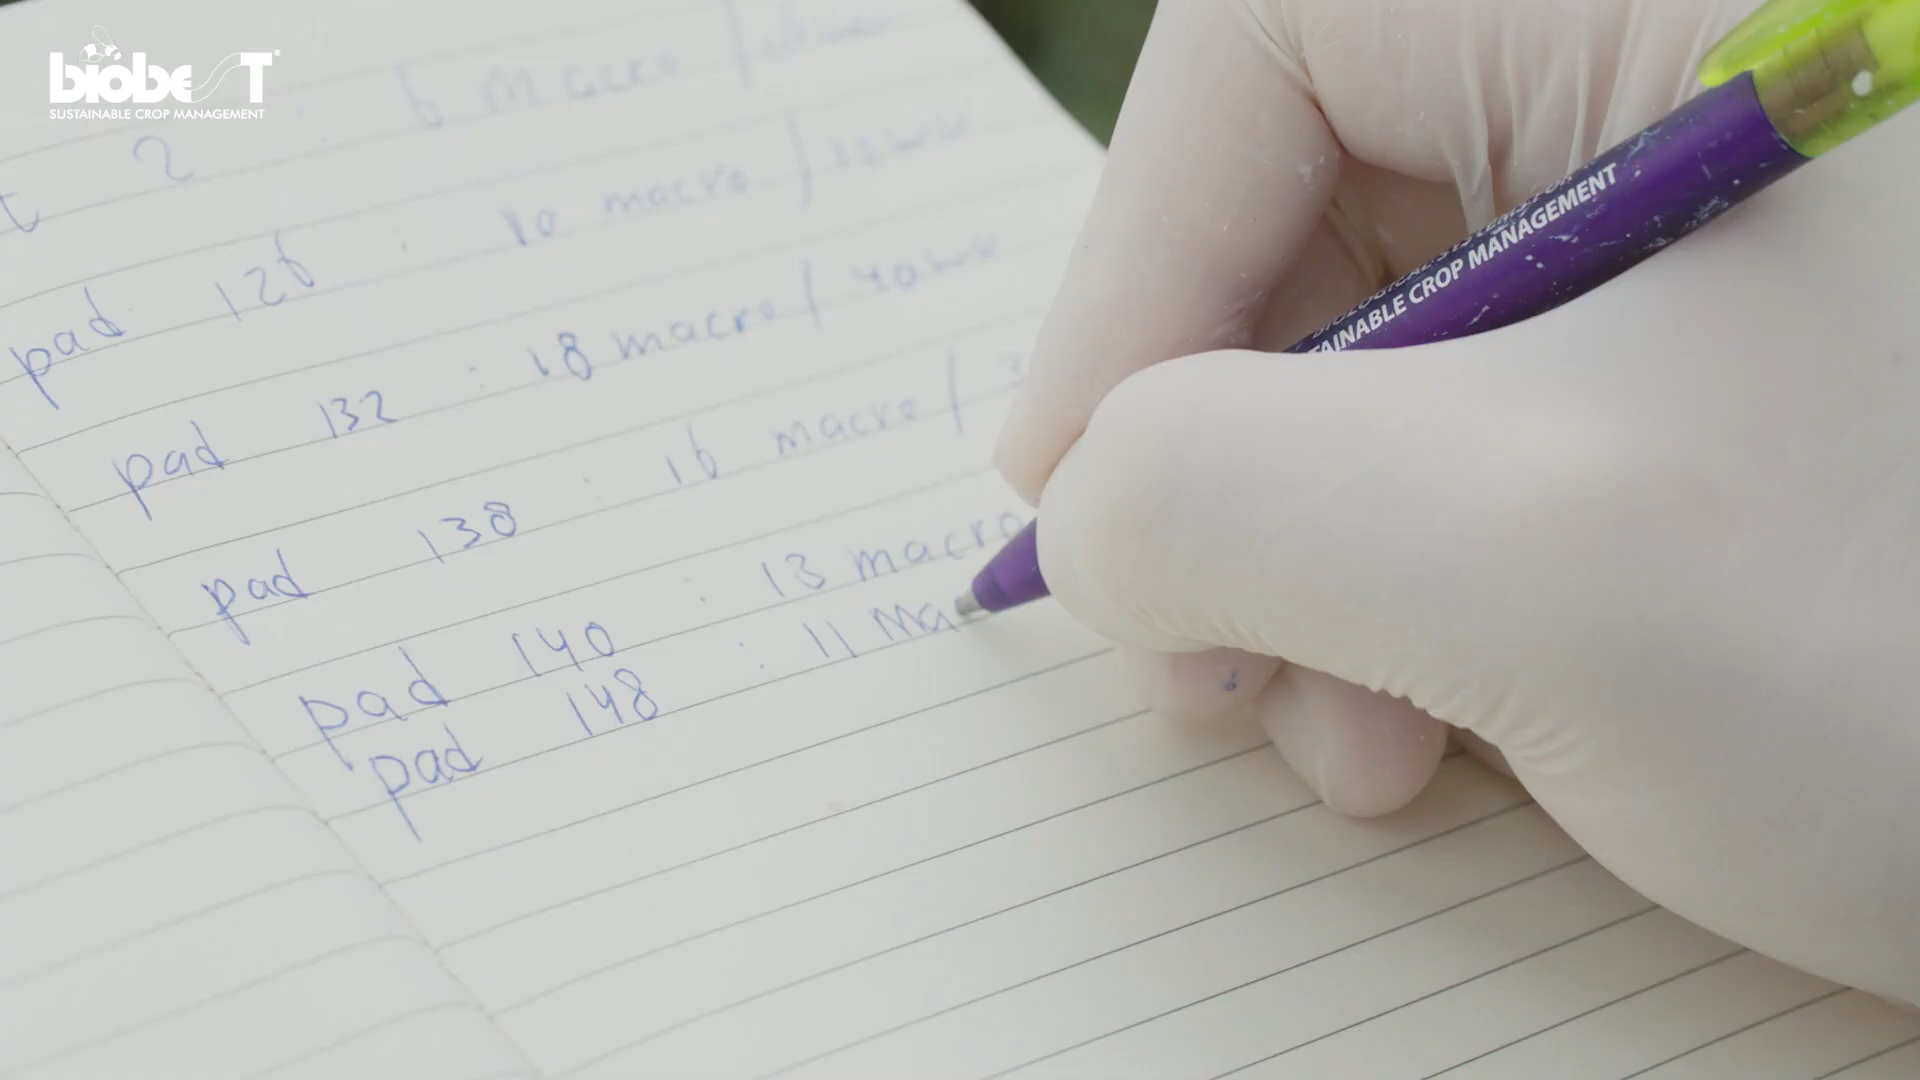 biobest®
SUSTAINABLE CROP MANAGEMENT
2 : 6 macro /
pad 126 : 10 macro /
pad 132 : 18 macro / 40
pad 138 : 16 macro /
pad 140 : 13 macro
pad 148 : 11 ma
SUSTAINABLE CROP MANAGEMENT